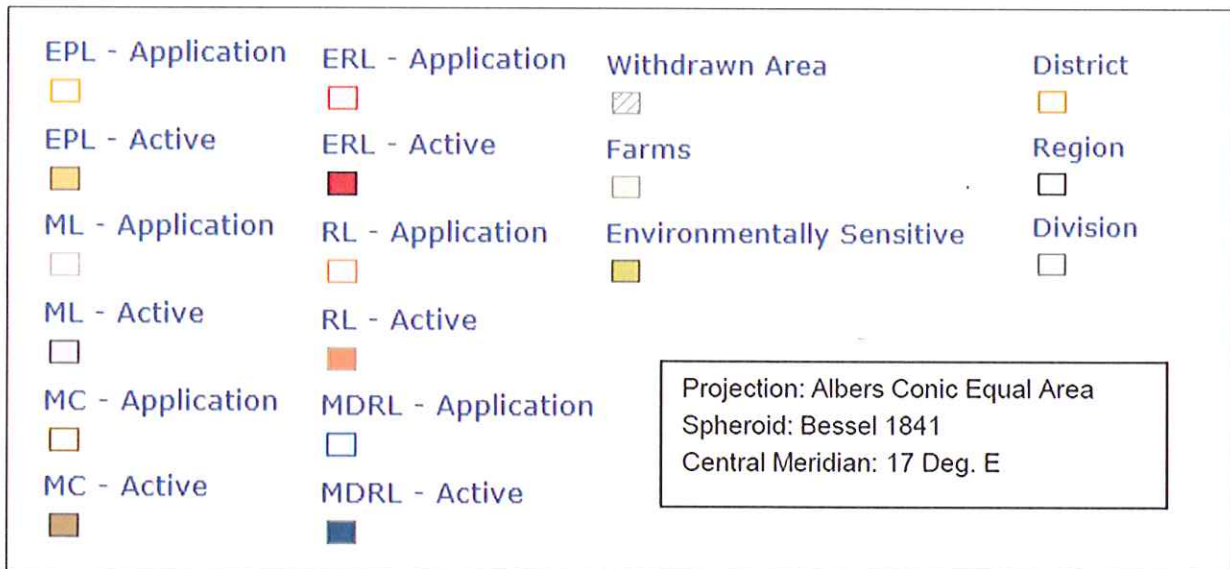 EPL - Application
EPL - Active
ML - Application
ML - Active
MC - Application
MC - Active
ERL - Application
ERL - Active
RL - Application
RL - Active
MDRL - Application
MDRL - Active
Withdrawn Area
Farms
Environmentally Sensitive
District
Region
Division
Projection: Albers Conic Equal Area
Spheroid: Bessel 1841
Central Meridian: 17 Deg. E